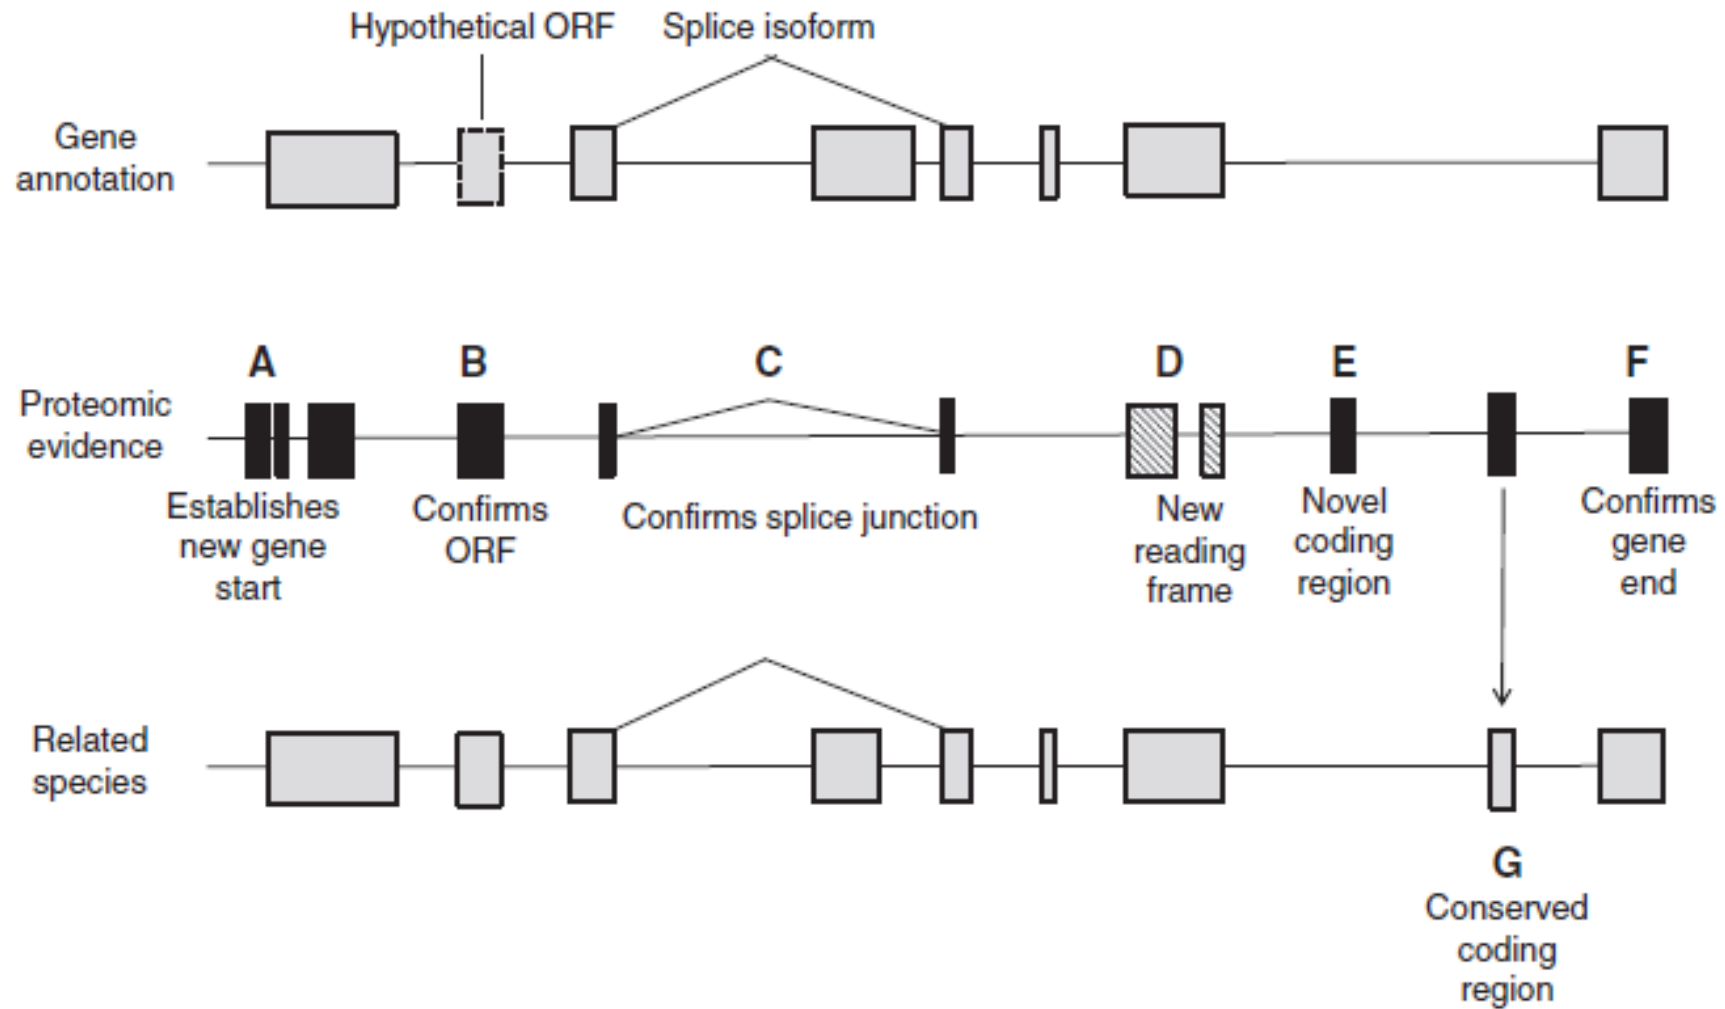 Hypothetical ORF
Splice isoform
Gene
annotation
A
B
C
D
E
F
Proteomic
evidence
Establishes
new gene
start
Confirms
ORF
Confirms splice junction
New
reading
frame
Novel
coding
region
Confirms
gene
end
Related
species
G
Conserved
coding
region